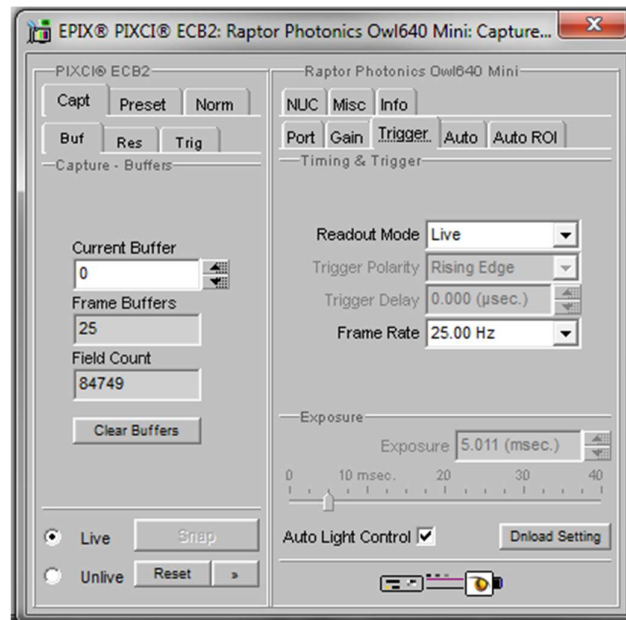 EPIX® PIXCI® ECB2: Raptor Photonics Owl640 Mini: Capture...
PIXCI® ECB2
Capt Preset Norm
Buf Res Trig
Capture - Buffers
Current Buffer
0
Frame Buffers
25
Field Count
84749
Clear Buffers
Live Snap
Unlive Reset »
Raptor Photonics Owl640 Mini
NUC Misc Info
Port Gain Trigger Auto Auto ROI
Timing & Trigger
Readout Mode Live
Trigger Polarity Rising Edge
Trigger Delay 0.000 (µsec.)
Frame Rate 25.00 Hz
Exposure
Exposure 5.011 (msec.)
0 10 msec. 20 30 40
Auto Light Control Dnload Setting